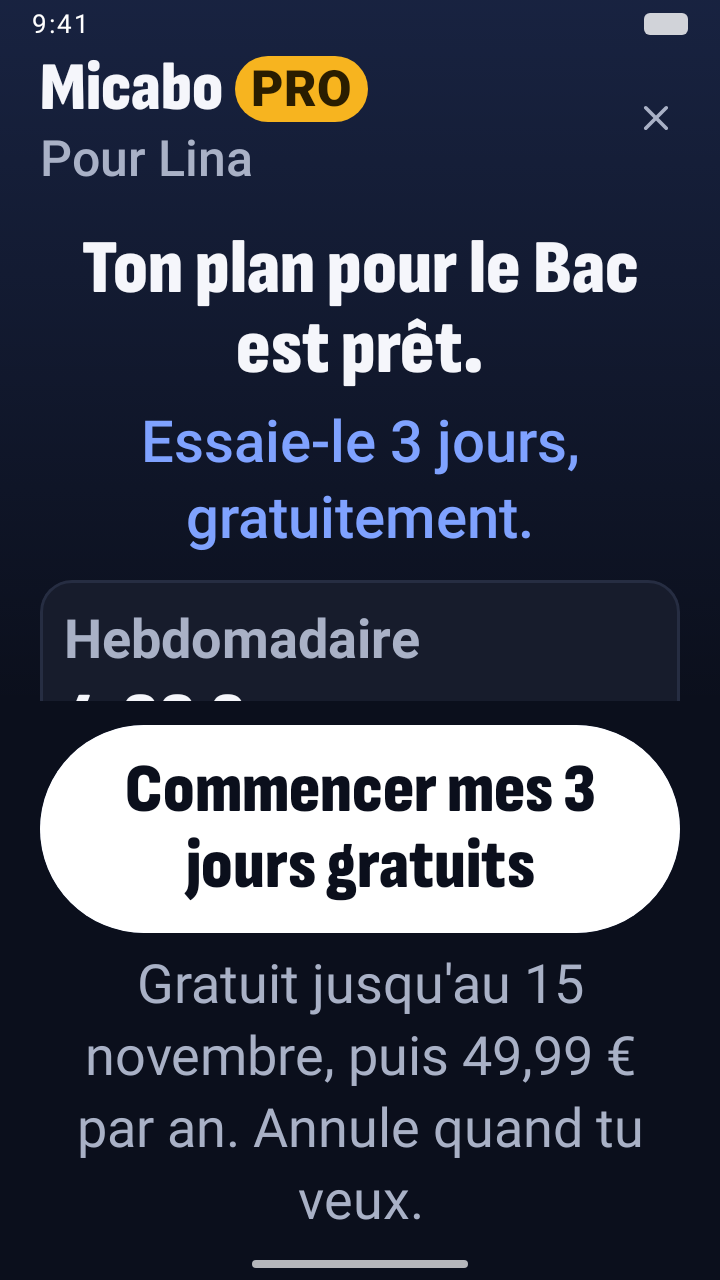 9:41
Micabo PRO
Pour Lina
Ton plan pour le Bac
est prêt.
Essaie-le 3 jours,
gratuitement.
Hebdomadaire
Commencer mes 3
jours gratuits
Gratuit jusqu'au 15
novembre, puis 49,99 €
par an. Annule quand tu
veux.